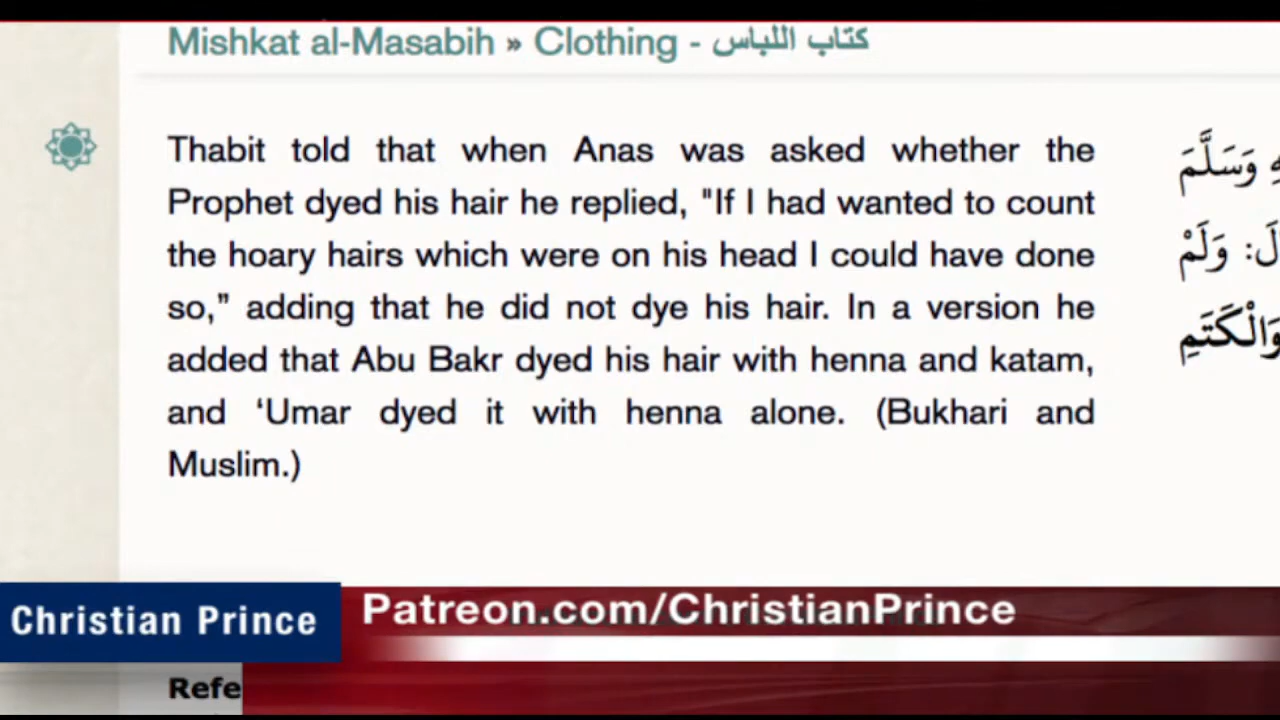 Mishkat al-Masabih » Clothing - كتاب اللباس
Thabit told that when Anas was asked whether the
Prophet dyed his hair he replied, "If I had wanted to count
the hoary hairs which were on his head I could have done
so,” adding that he did not dye his hair. In a version he
added that Abu Bakr dyed his hair with henna and katam,
and ‘Umar dyed it with henna alone. (Bukhari and
Muslim.)
وَسَلَّمَ
وَلَمْ
وَالْكَتَمِ
Christian Prince
Patreon.com/ChristianPrince
Refe